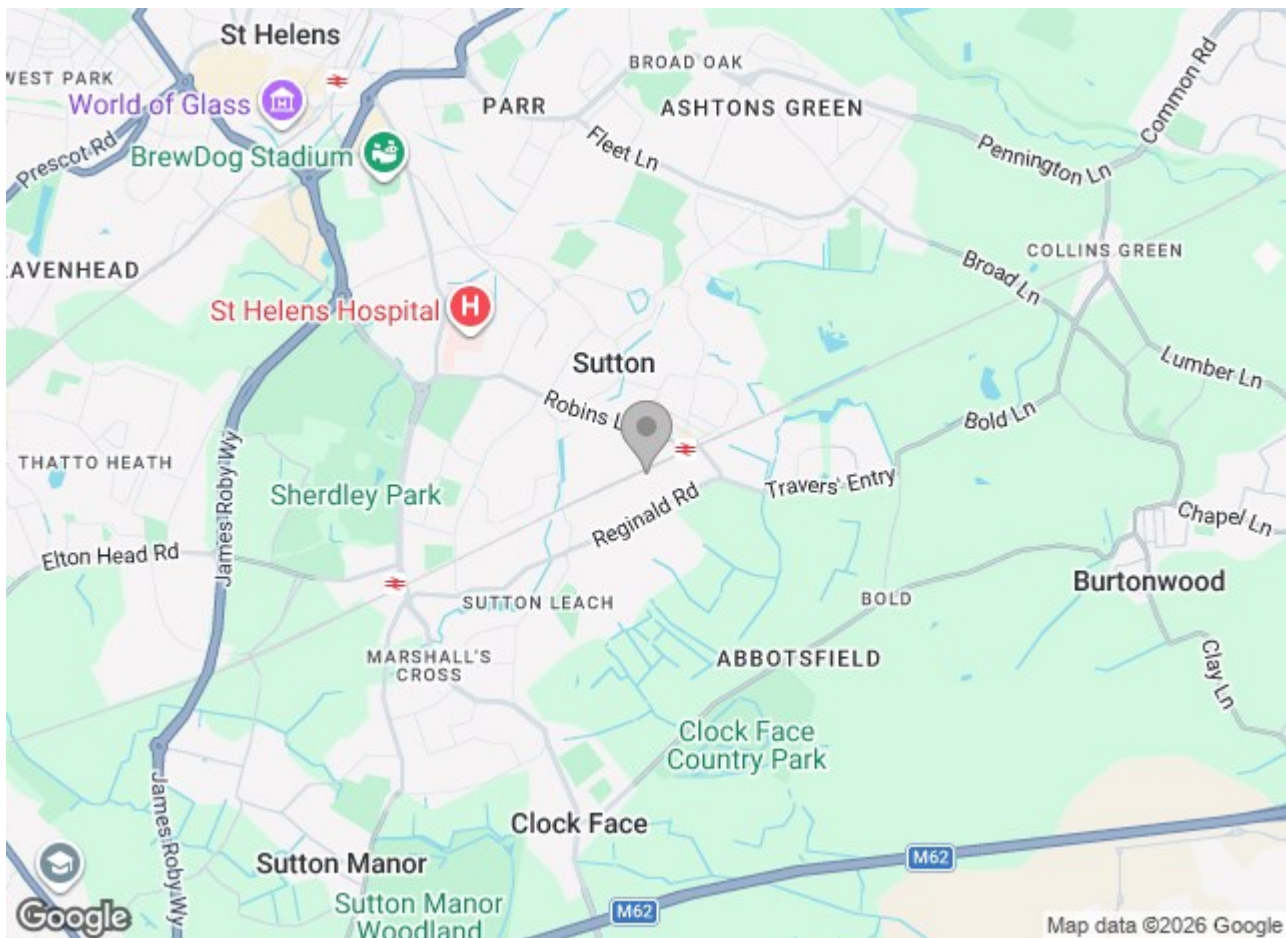 St Helens
WEST PARK
World of Glass
BROAD OAK
PARR
ASHTONS GREEN
Common Rd
Prescot Rd
BrewDog Stadium
Fleet Ln
Pennington Ln
RAVENHEAD
COLLINS GREEN
Broad Ln
St Helens Hospital
H
Sutton
Lumber Ln
Robins L
Bold Ln
THATTO HEATH
James Roby Wy
Sherdley Park
Travers' Entry
Reginald Rd
Chapel Ln
Elton Head Rd
SUTTON LEACH
BOLD
Burtonwood
MARSHALL'S
CROSS
ABBOTSFIELD
Clay Ln
Clock Face
Country Park
James Roby Wy
Clock Face
Sutton Manor
M62
Sutton Manor
Woodland
M62
Google
Map data ©2026 Google